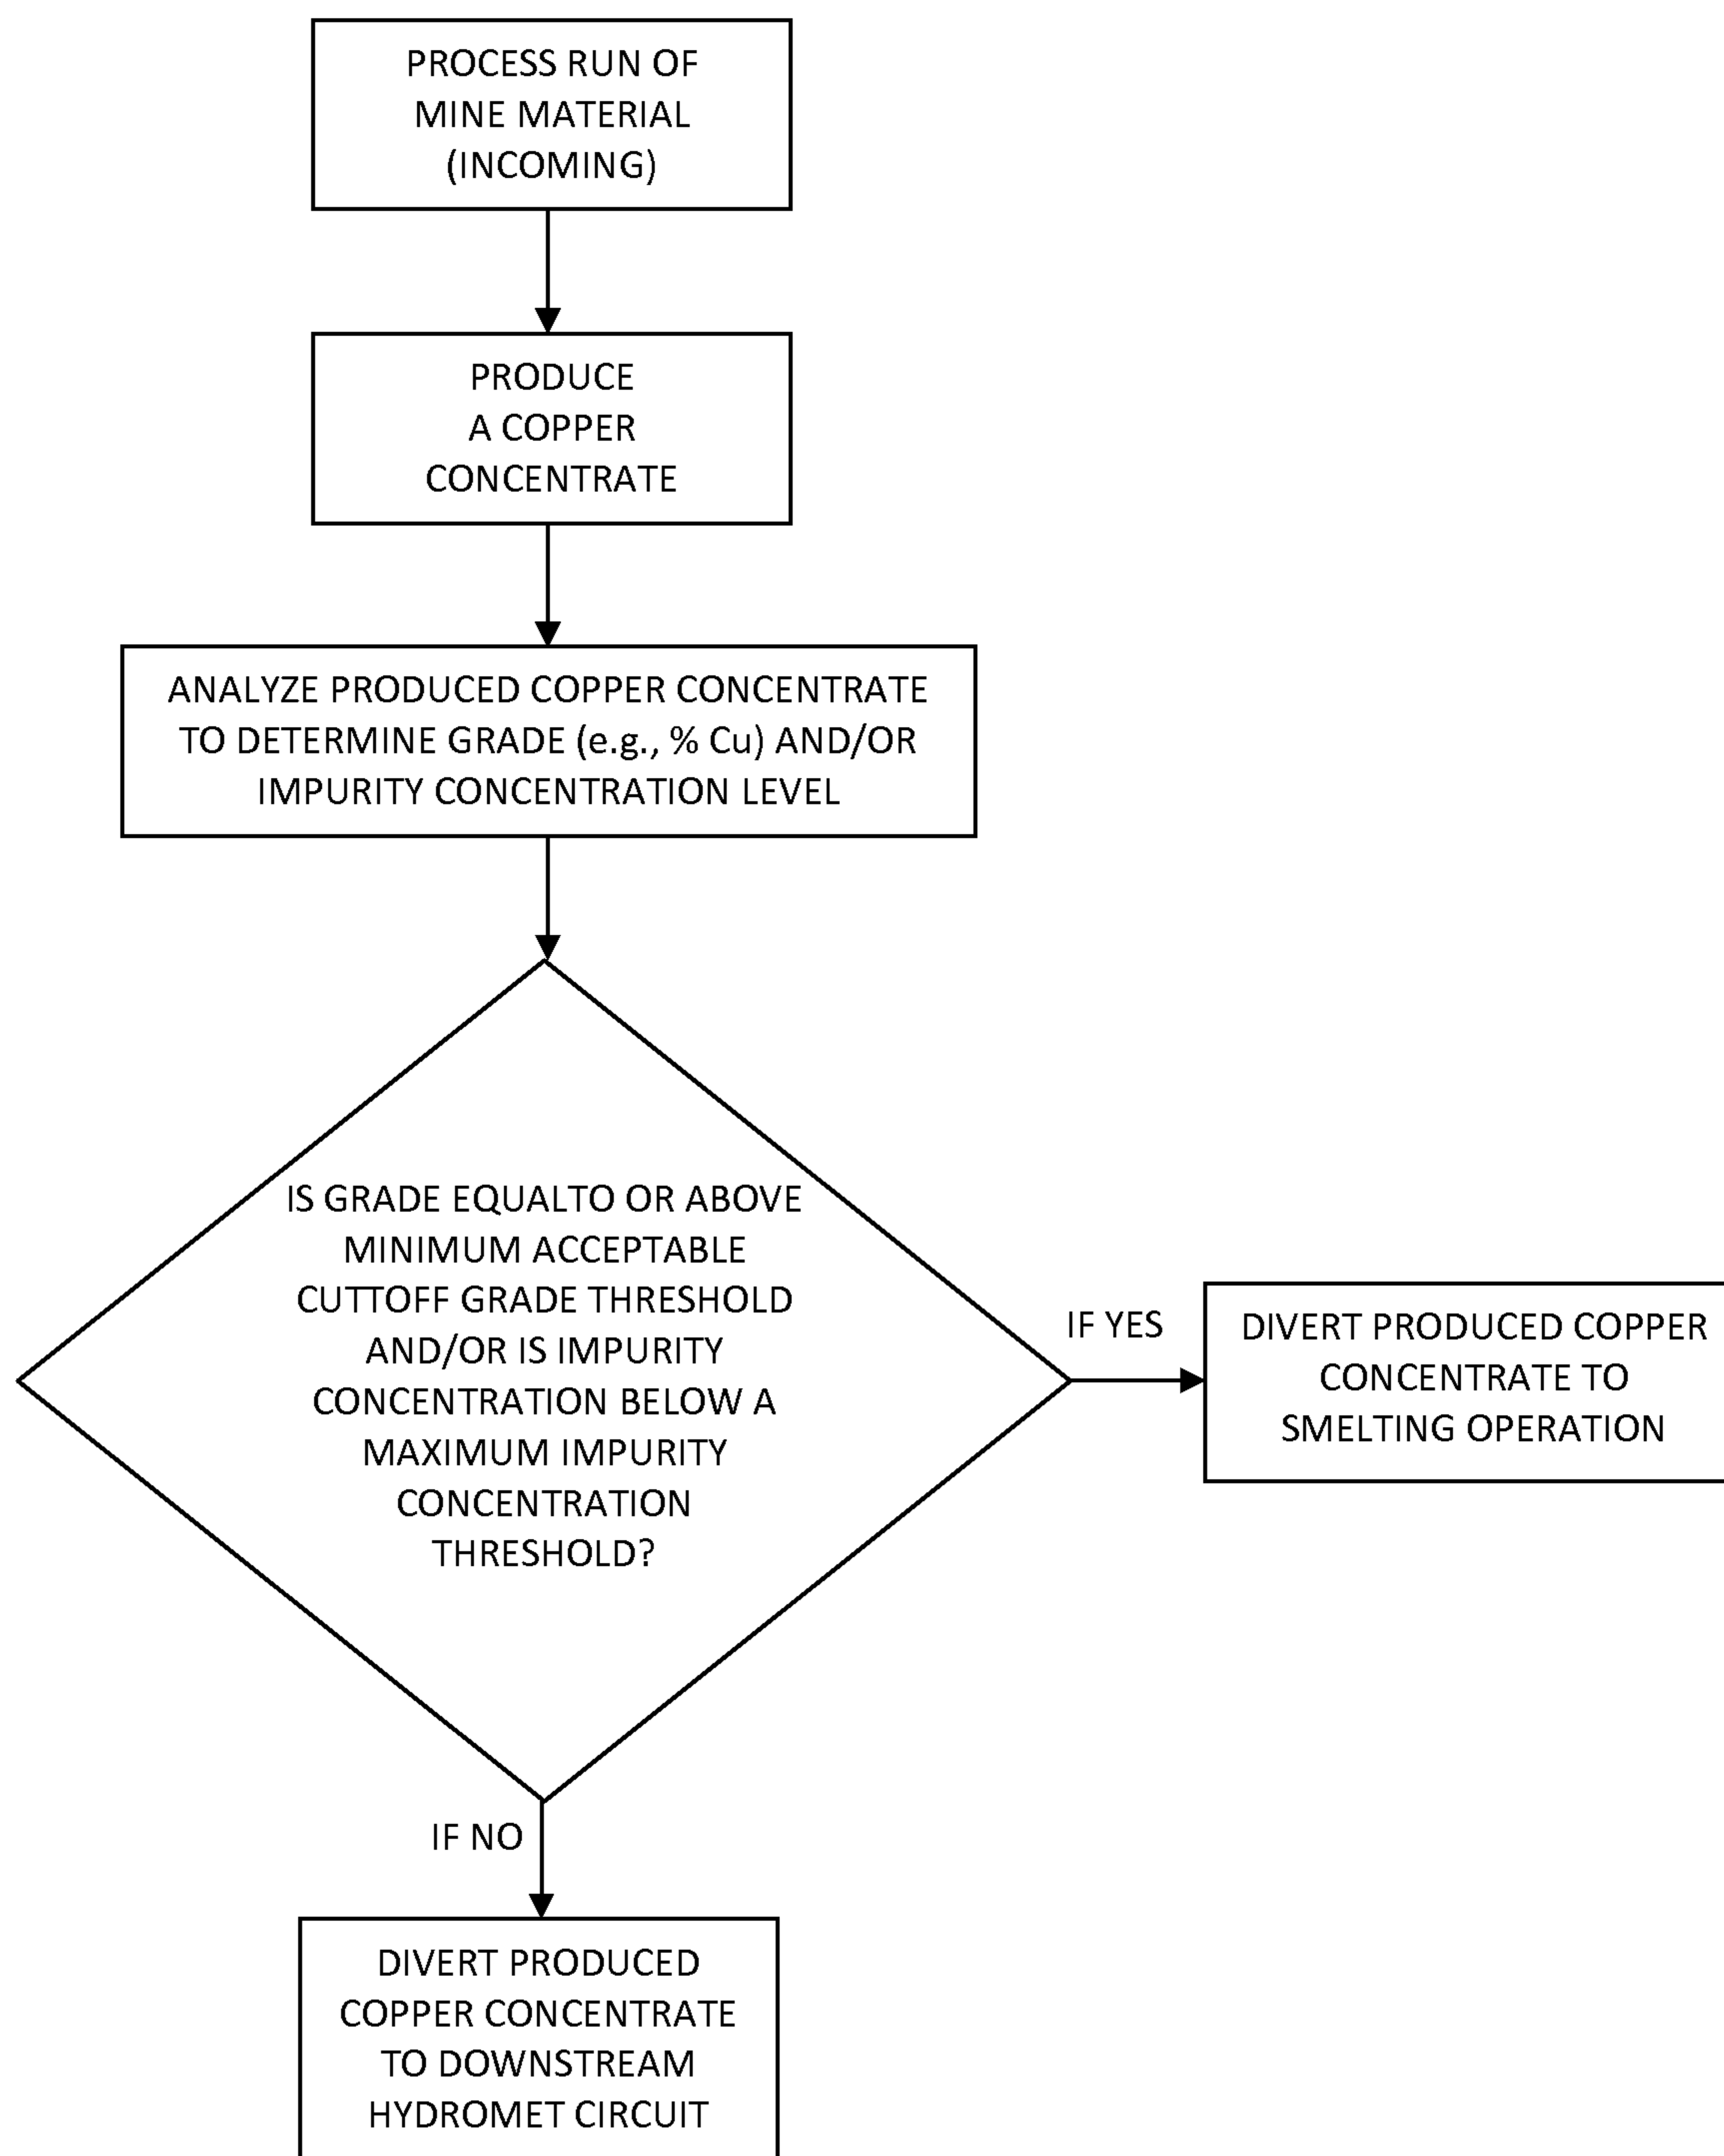 PROCESS RUN OF
MINE MATERIAL
(INCOMING)
PRODUCE
A COPPER
CONCENTRATE
ANALYZE PRODUCED COPPER CONCENTRATE
TO DETERMINE GRADE (e.g., % Cu) AND/OR
IMPURITY CONCENTRATION LEVEL
IS GRADE EQUALTO OR ABOVE
MINIMUM ACCEPTABLE
CUTTOFF GRADE THRESHOLD
AND/OR IS IMPURITY
CONCENTRATION BELOW A
MAXIMUM IMPURITY
CONCENTRATION
THRESHOLD?
IF YES
DIVERT PRODUCED COPPER
CONCENTRATE TO
SMELTING OPERATION
IF NO
DIVERT PRODUCED
COPPER CONCENTRATE
TO DOWNSTREAM
HYDROMET CIRCUIT